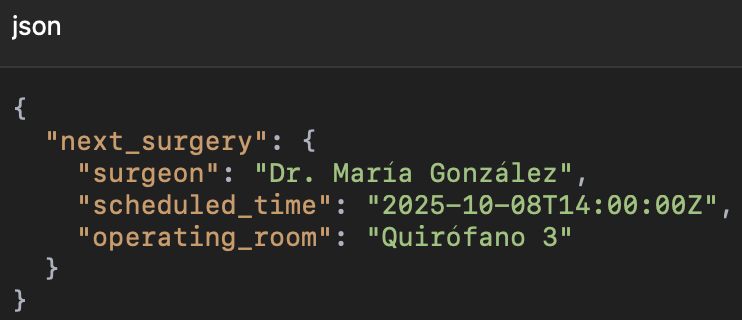 json
{
  "next_surgery": {
    "surgeon": "Dr. María González",
    "scheduled_time": "2025-10-08T14:00:00Z",
    "operating_room": "Quirófano 3"
  }
}